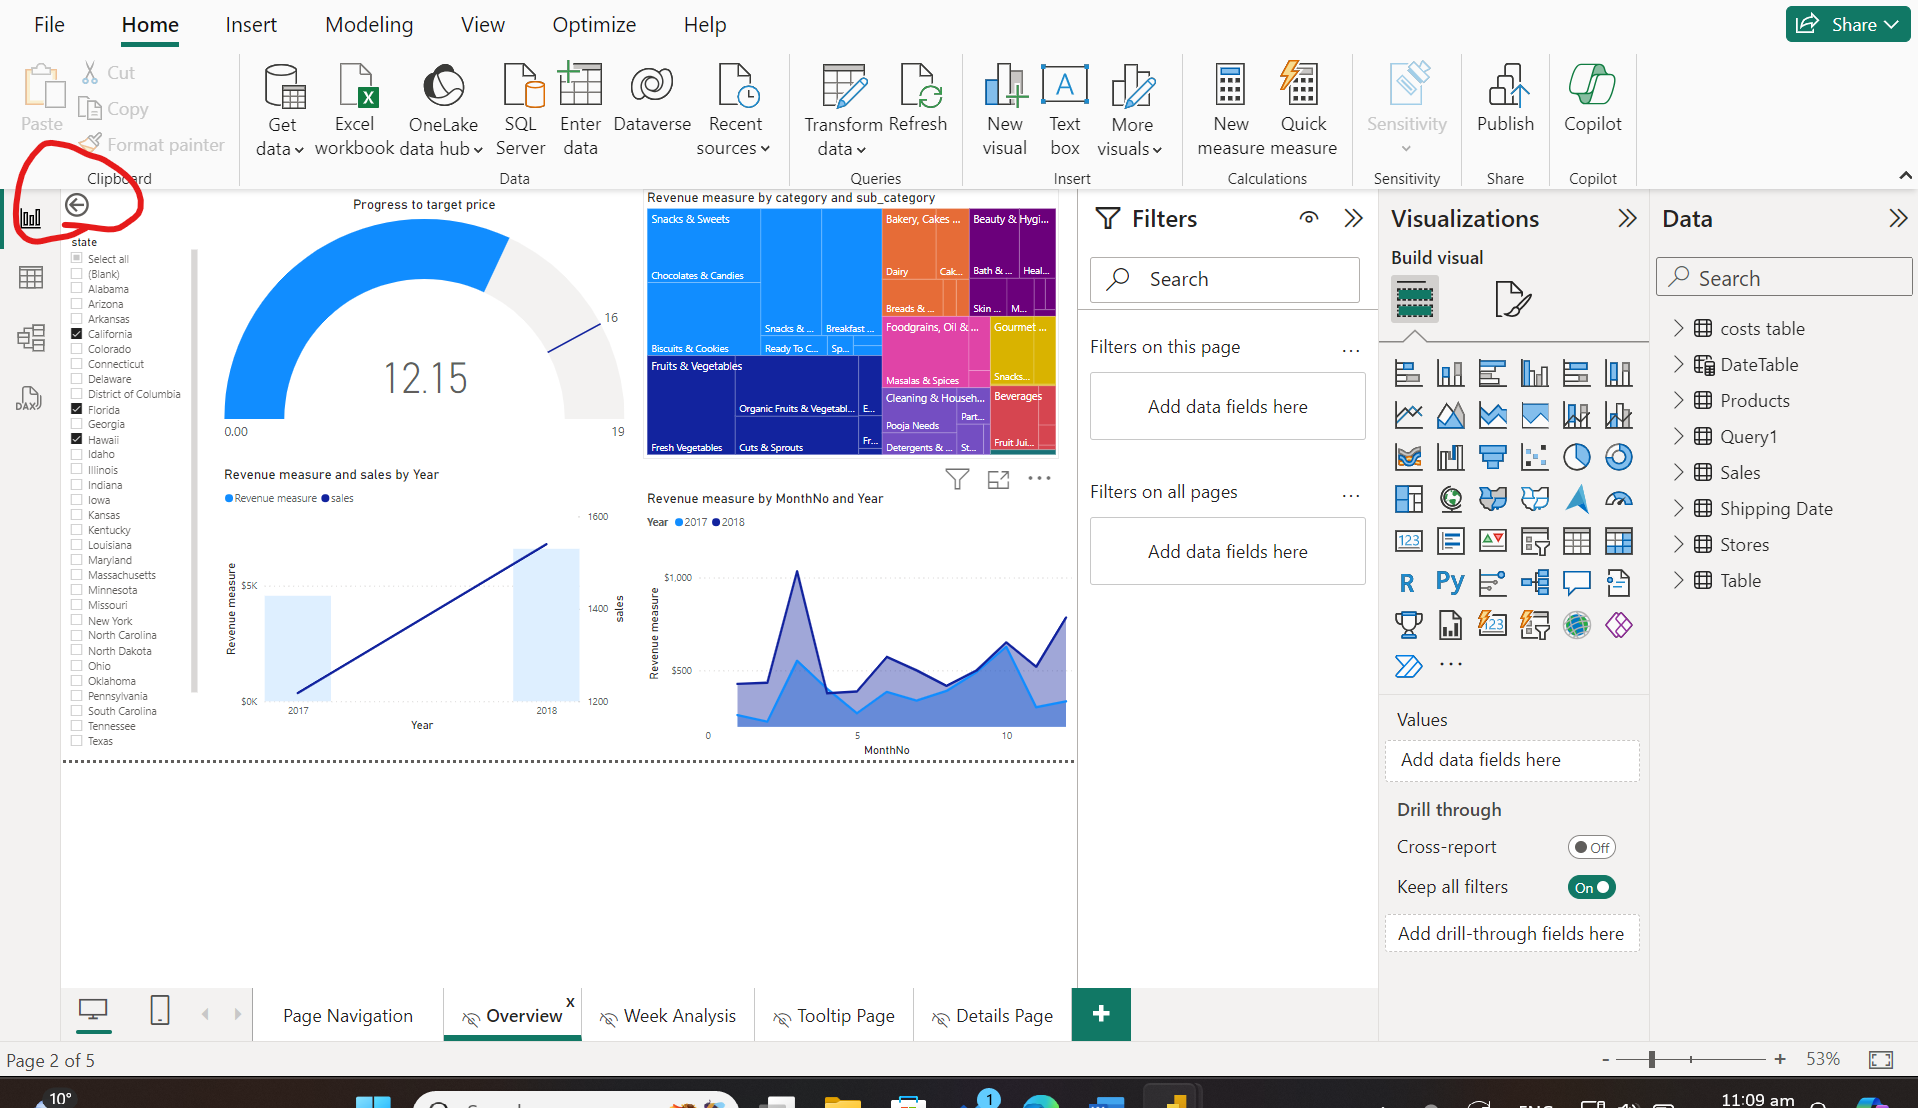 File Home Insert Modeling View Optimize Help Share
Paste
Cut
Copy
Format painter
Clipboard
Get data
Excel workbook
OneLake data hub
SQL Server
Enter data
Dataverse
Recent sources
Data
Transform data
Refresh
Queries
New visual
Text box
More visuals
Insert
New measure
Quick measure
Calculations
Sensitivity
Sensitivity
Publish
Share
Copilot
Copilot
state
Select all
(Blank)
Alabama
Arizona
Arkansas
California
Colorado
Connecticut
Delaware
District of Columbia
Florida
Georgia
Hawaii
Idaho
Illinois
Indiana
Iowa
Kansas
Kentucky
Louisiana
Maryland
Massachusetts
Minnesota
Missouri
New York
North Carolina
North Dakota
Ohio
Oklahoma
Pennsylvania
South Carolina
Tennessee
Texas
DAX
Progress to target price
16
12.15
0.00 19
Revenue measure by category and sub_category
Snacks & Sweets
Chocolates & Candies
Biscuits & Cookies
Snacks & ...
Breakfast ...
Ready To C...
Sp...
Fruits & Vegetables
Organic Fruits & Vegetabl...
E...
Fresh Vegetables
Cuts & Sprouts
Fr...
Bakery, Cakes ...
Dairy
Cak...
Breads & ...
Beauty & Hygi...
Bath & ...
Heal...
Skin ...
M...
Foodgrains, Oil & ...
Masalas & Spices
Gourmet ...
Snacks...
Cleaning & Househ...
Part...
Pooja Needs
Detergents & ...
St...
Beverages
Fruit Jui...
Revenue measure and sales by Year
Revenue measure sales
Revenue measure
$5K
$0K
1600
1400
1200
sales
2017 2018
Year
Revenue measure by MonthNo and Year
Year 2017 2018
Revenue measure
$1,000
$500
0 5 10
MonthNo
Filters
Search
Filters on this page ...
Add data fields here
Filters on all pages ...
Add data fields here
Visualizations
Build visual
123
R
Py
123
...
Values
Add data fields here
Drill through
Cross-report Off
Keep all filters On
Add drill-through fields here
Data
Search
costs table
DateTable
Products
Query1
Sales
Shipping Date
Stores
Table
Page Navigation Overview x Week Analysis Tooltip Page Details Page +
Page 2 of 5 - + 53%
10°
1
11:09 am